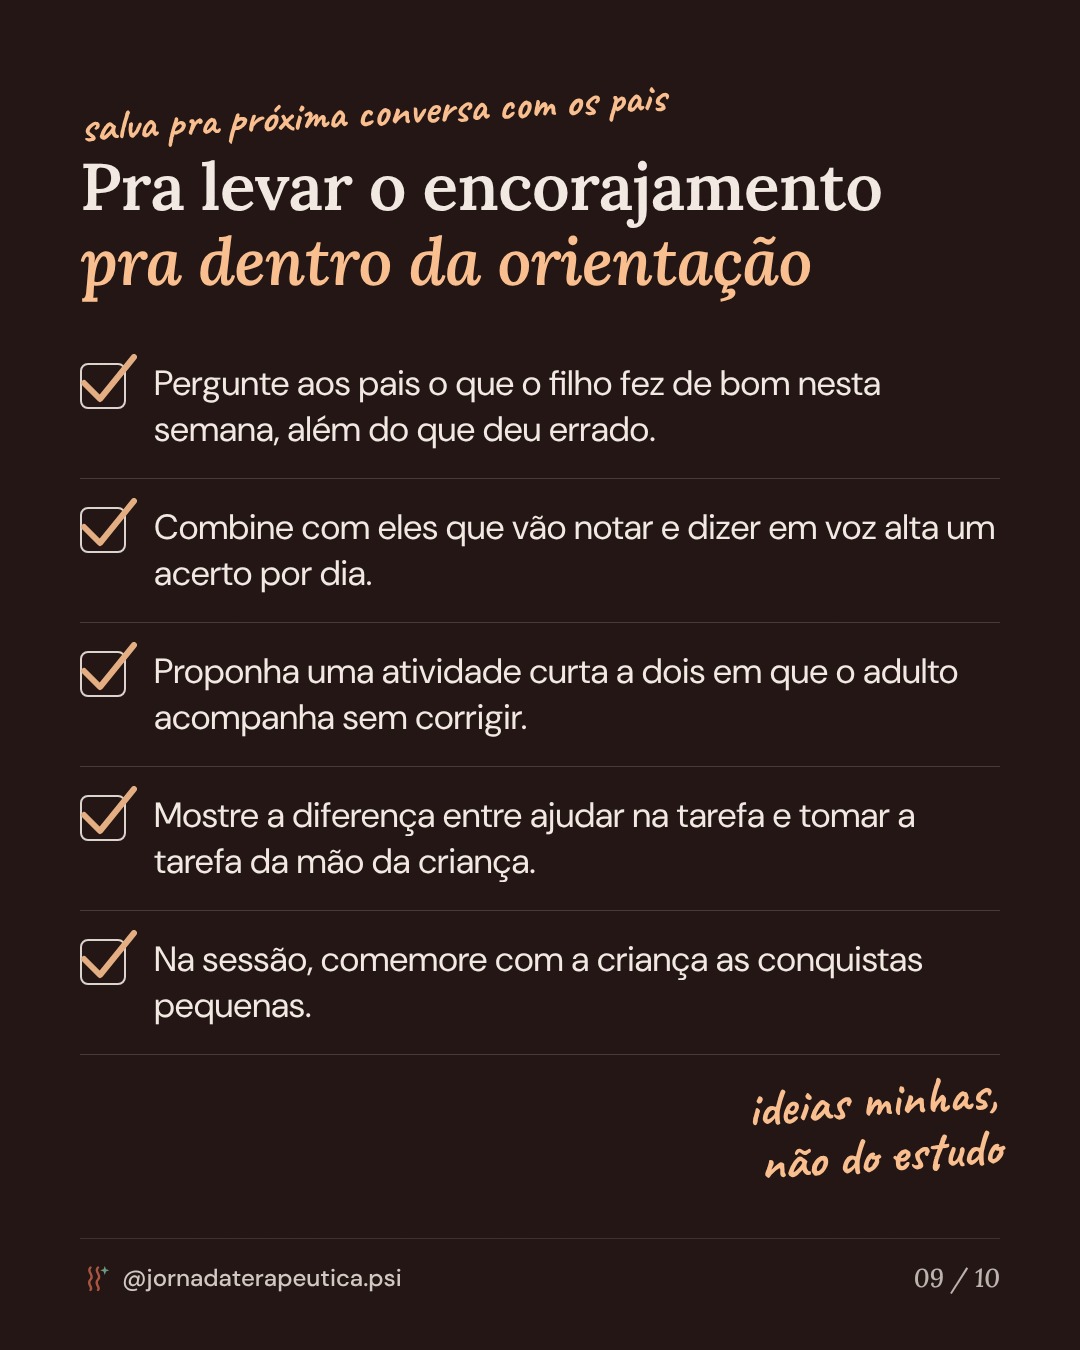 salva pra próxima conversa com os pais
Pra levar o encorajamento
pra dentro da orientação
Pergunte aos pais o que o filho fez de bom nesta
semana, além do que deu errado.
Combine com eles que vão notar e dizer em voz alta um
acerto por dia.
Proponha uma atividade curta a dois em que o adulto
acompanha sem corrigir.
Mostre a diferença entre ajudar na tarefa e tomar a
tarefa da mão da criança.
Na sessão, comemore com a criança as conquistas
pequenas.
ideias minhas,
não do estudo
@jornadaterapeutica.psi
09 / 10